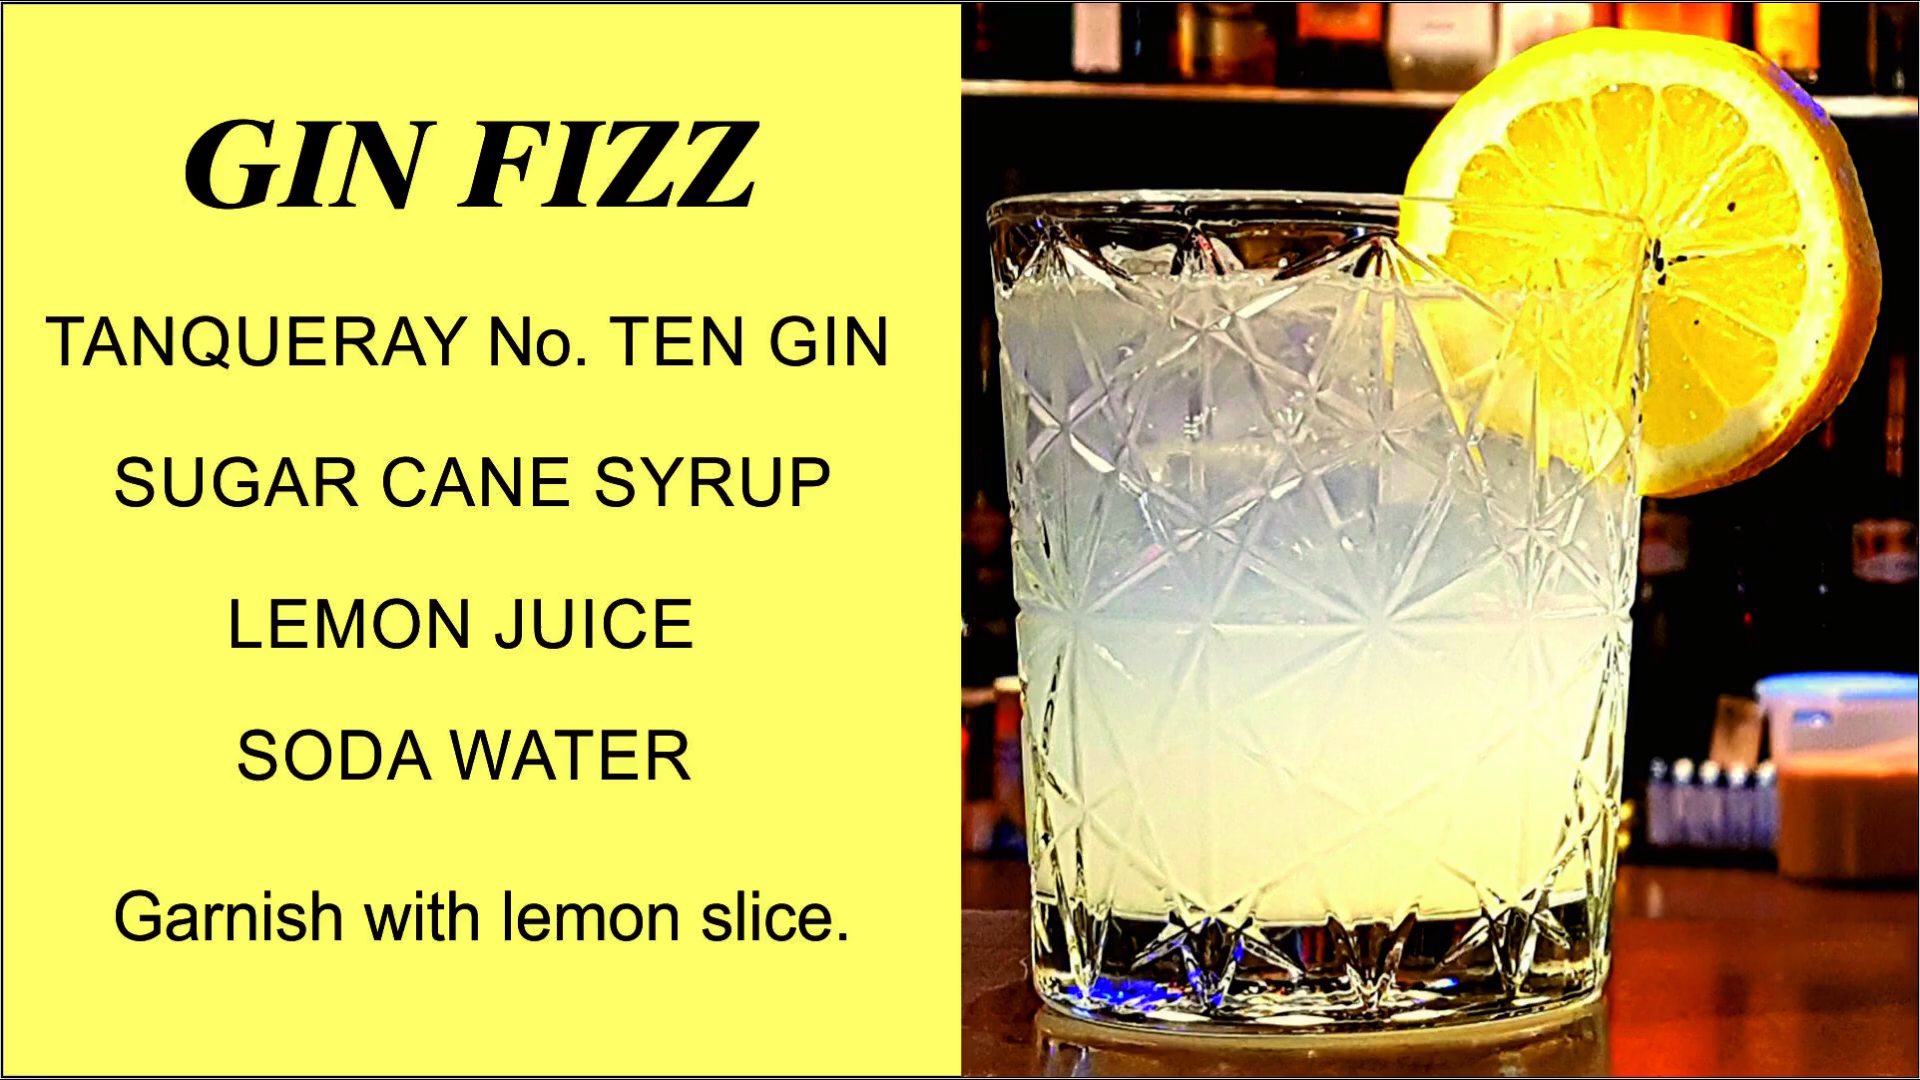 GIN FIZZ
TANQUERAY No. TEN GIN
SUGAR CANE SYRUP
LEMON JUICE
SODA WATER
Garnish with lemon slice.